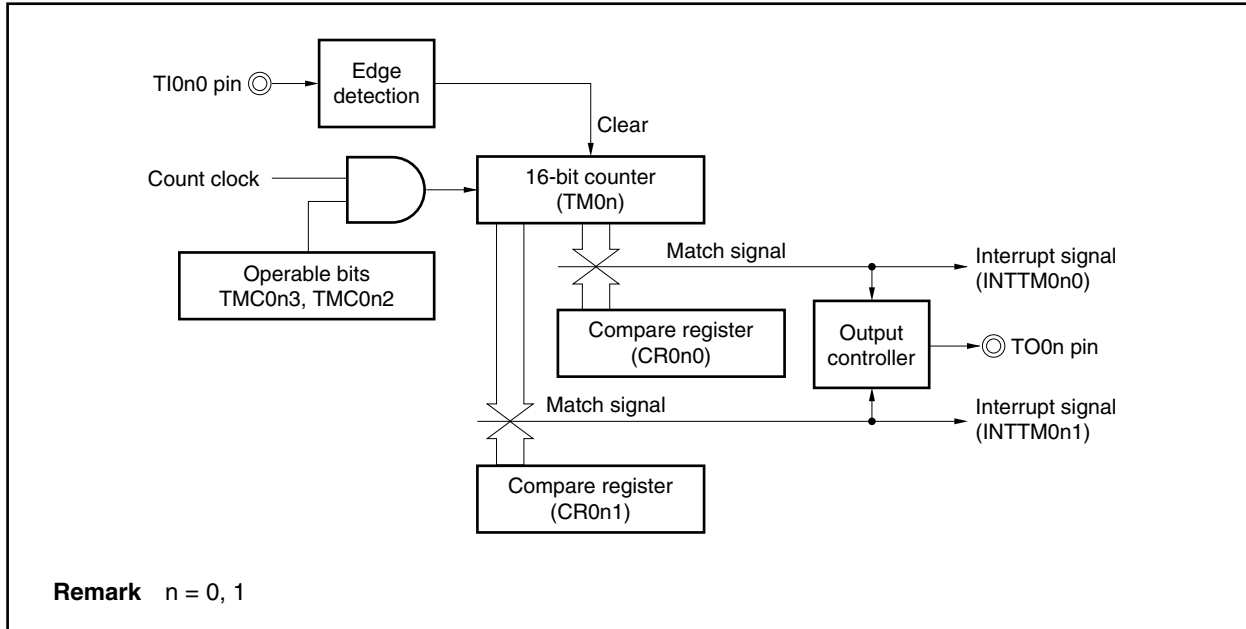 TI0n0 pin
Edge
detection
Clear
Count clock
16-bit counter
(TM0n)
Operable bits
TMC0n3, TMC0n2
Match signal
Interrupt signal
(INTTM0n0)
Compare register
(CR0n0)
Output
controller
TO0n pin
Match signal
Interrupt signal
(INTTM0n1)
Compare register
(CR0n1)
Remark n = 0, 1